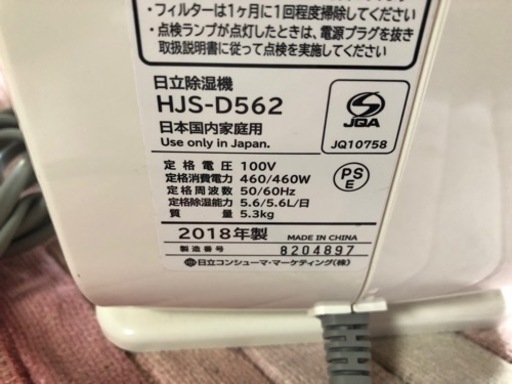 ・フィルターは1ヶ月に1回程度掃除してください
・点検ランプが点灯したときは、電源プラグを抜き
取扱説明書に従って点検を実施してください
日立除湿機
HJS-D562
日本国内家庭用
Use only in Japan.
JQA
JQ10758
定格電圧 100V
定格消費電力 460/460W
定格周波数 50/60Hz
定格除湿能力 5.6/5.6L/日
質量 5.3kg
PS
E
2018年製 MADE IN CHINA
製造番号 8204897
日立コンシューマ・マーケティング(株)